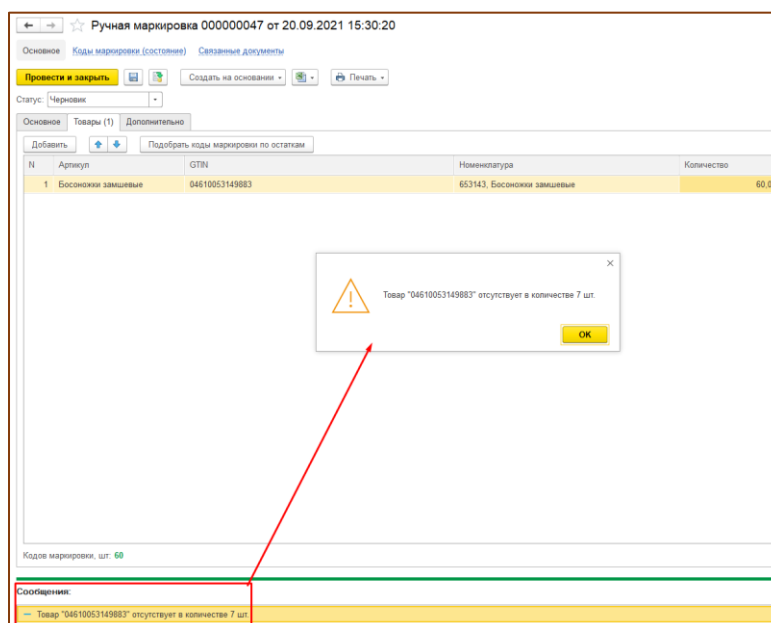 Ручная маркировка 000000047 от 20.09.2021 15:30:20
Основное Коды маркировки (состояние) Связанные документы
Провести и закрыть Создать на основании Печать
Статус: Черновик
Основное Товары (1) Дополнительно
Добавить Подобрать коды маркировки по остаткам
N Артикул GTIN Номенклатура Количество
1 Босоножки замшевые 04610053149883 653143, Босоножки замшевые 60,0
Товар "04610053149883" отсутствует в количестве 7 шт.
OK
Кодов маркировки, шт: 60
Сообщения:
Товар "04610053149883" отсутствует в количестве 7 шт.